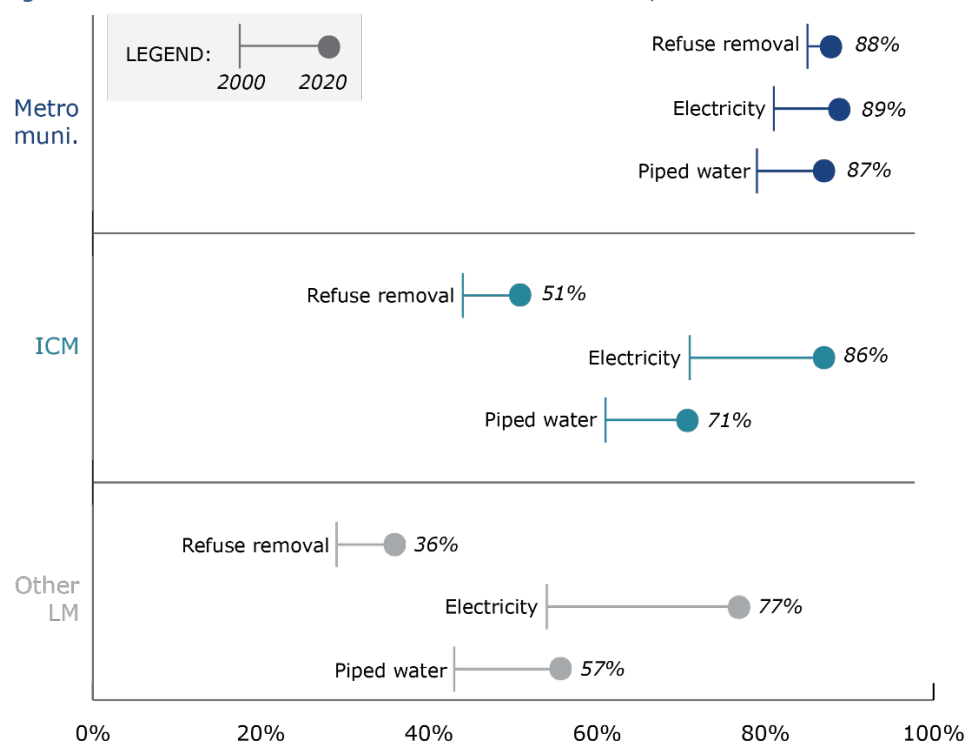 LEGEND:
2000 2020
Metro
muni.
Refuse removal 88%
Electricity 89%
Piped water 87%
ICM
Refuse removal 51%
Electricity 86%
Piped water 71%
Other
LM
Refuse removal 36%
Electricity 77%
Piped water 57%
0% 20% 40% 60% 80% 100%